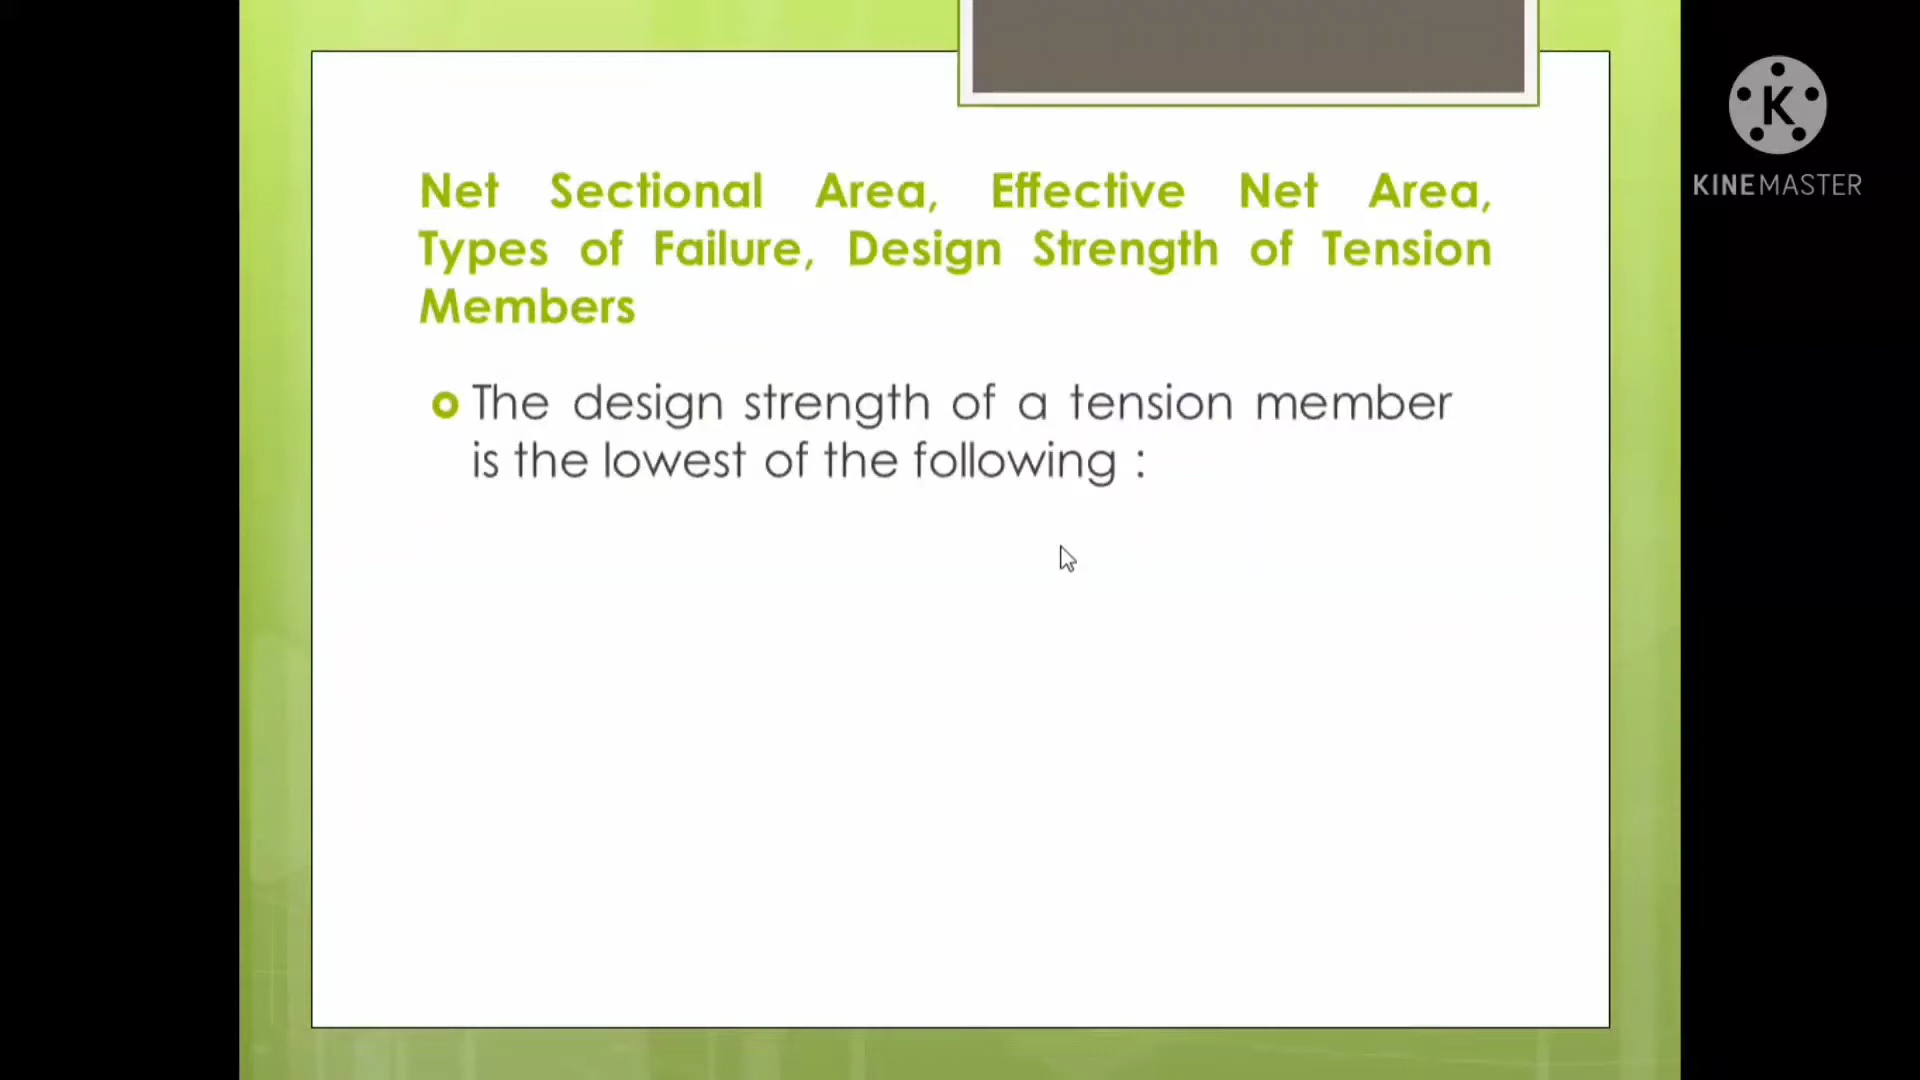 Net Sectional Area, Effective Net Area,
Types of Failure, Design Strength of Tension
Members
The design strength of a tension member
is the lowest of the following :
K
KINEMASTER